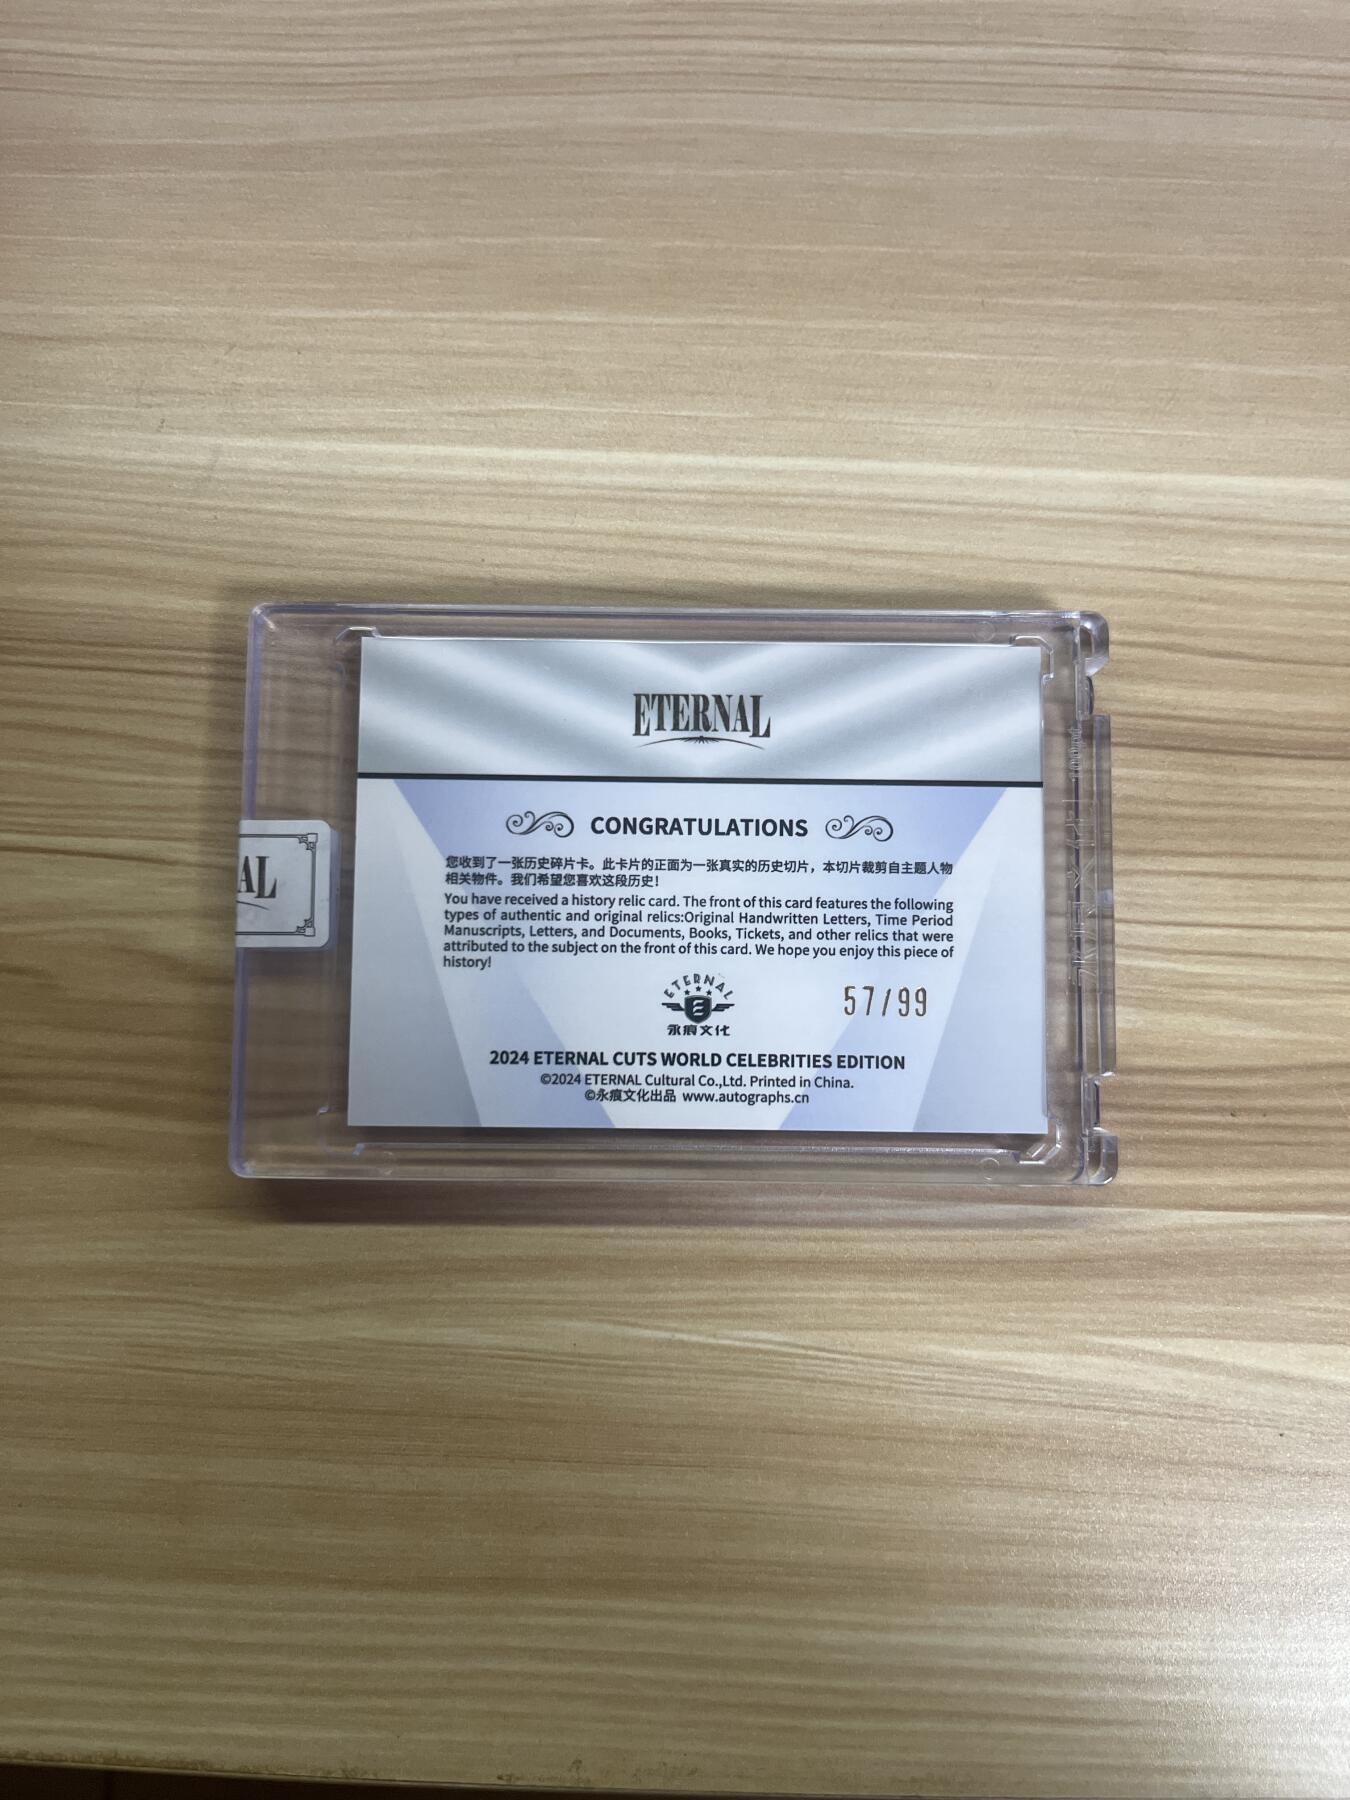 ETERNAL
CONGRATULATIONS
您收到了一张历史碎片卡。此卡片的正面为一张真实的历史切片，本切片裁剪自主题人物
相关物件。我们希望您喜欢这段历史！
You have received a history relic card. The front of this card features the following
types of authentic and original relics:Original Handwritten Letters, Time Period
Manuscripts, Letters, and Documents, Books, Tickets, and other relics that were
attributed to the subject on the front of this card. We hope you enjoy this piece of
history!
ETERNAL
永痕文化
57/99
2024 ETERNAL CUTS WORLD CELEBRITIES EDITION
©2024 ETERNAL Cultural Co.,Ltd. Printed in China.
©永痕文化出品 www.autographs.cn
AL